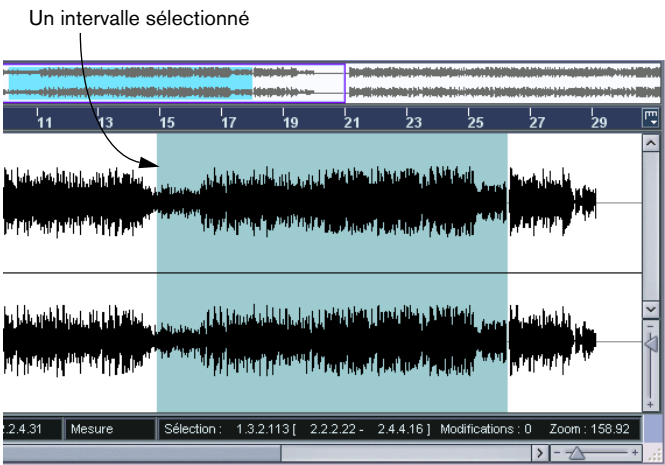 Un intervalle sélectionné
11 13 15 17 19 21 23 25 27 29
.2.4.31 Mesure Sélection : 1.3.2.113 [ 2.2.2.22 - 2.4.4.16 ] Modifications : 0 Zoom : 158.92